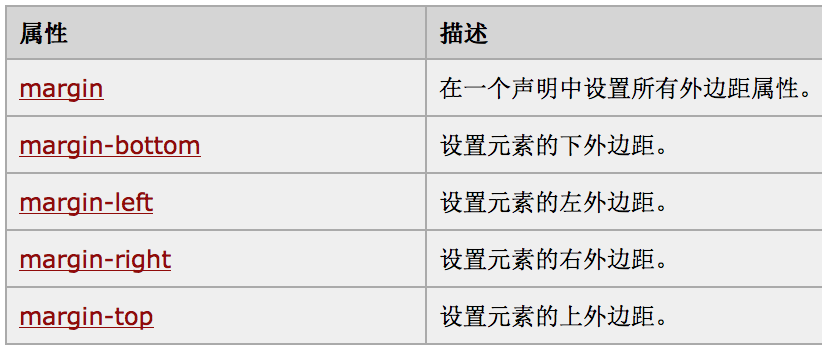 属性 描述
margin 在一个声明中设置所有外边距属性。
margin-bottom 设置元素的下外边距。
margin-left 设置元素的左外边距。
margin-right 设置元素的右外边距。
margin-top 设置元素的上外边距。